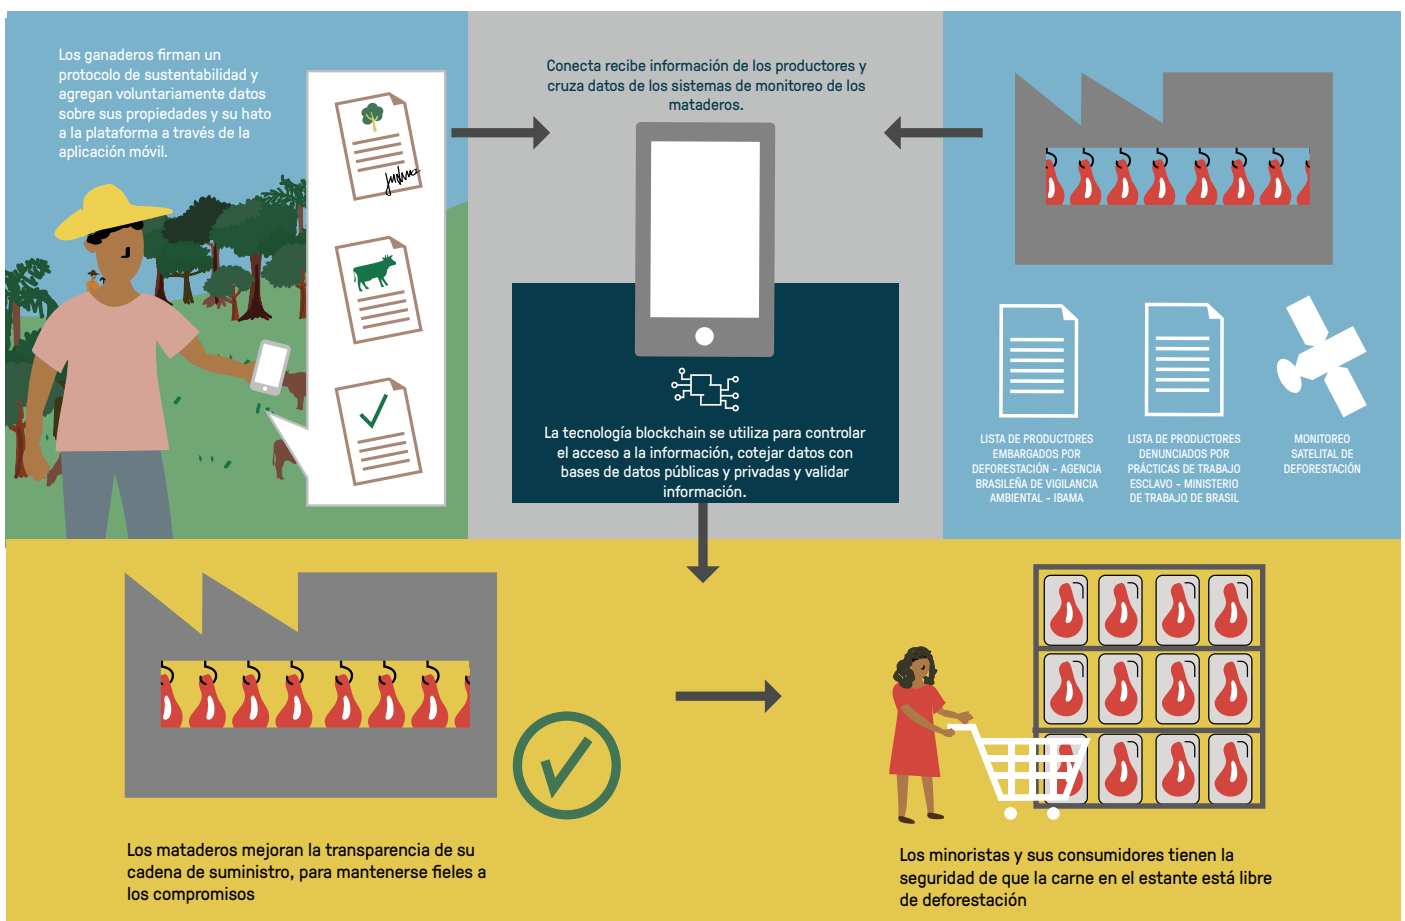 Los ganaderos firman un
protocolo de sustentabilidad y
agregan voluntariamente datos
sobre sus propiedades y su hato
a la plataforma a través de la
aplicación móvil.
Conecta recibe información de los productores y
cruza datos de los sistemas de monitoreo de los
mataderos.
La tecnología blockchain se utiliza para controlar
el acceso a la información, cotejar datos con
bases de datos públicas y privadas y validar
información.
LISTA DE PRODUCTORES
EMBARGADOS POR
DEFORESTACIÓN - AGENCIA
BRASILEÑA DE VIGILANCIA
AMBIENTAL - IBAMA
LISTA DE PRODUCTORES
DENUNCIADOS POR
PRÁCTICAS DE TRABAJO
ESCLAVO - MINISTERIO
DE TRABAJO DE BRASIL
MONITOREO
SATELITAL DE
DEFORESTACIÓN
Los mataderos mejoran la transparencia de su
cadena de suministro, para mantenerse fieles a
los compromisos
Los minoristas y sus consumidores tienen la
seguridad de que la carne en el estante está libre
de deforestación